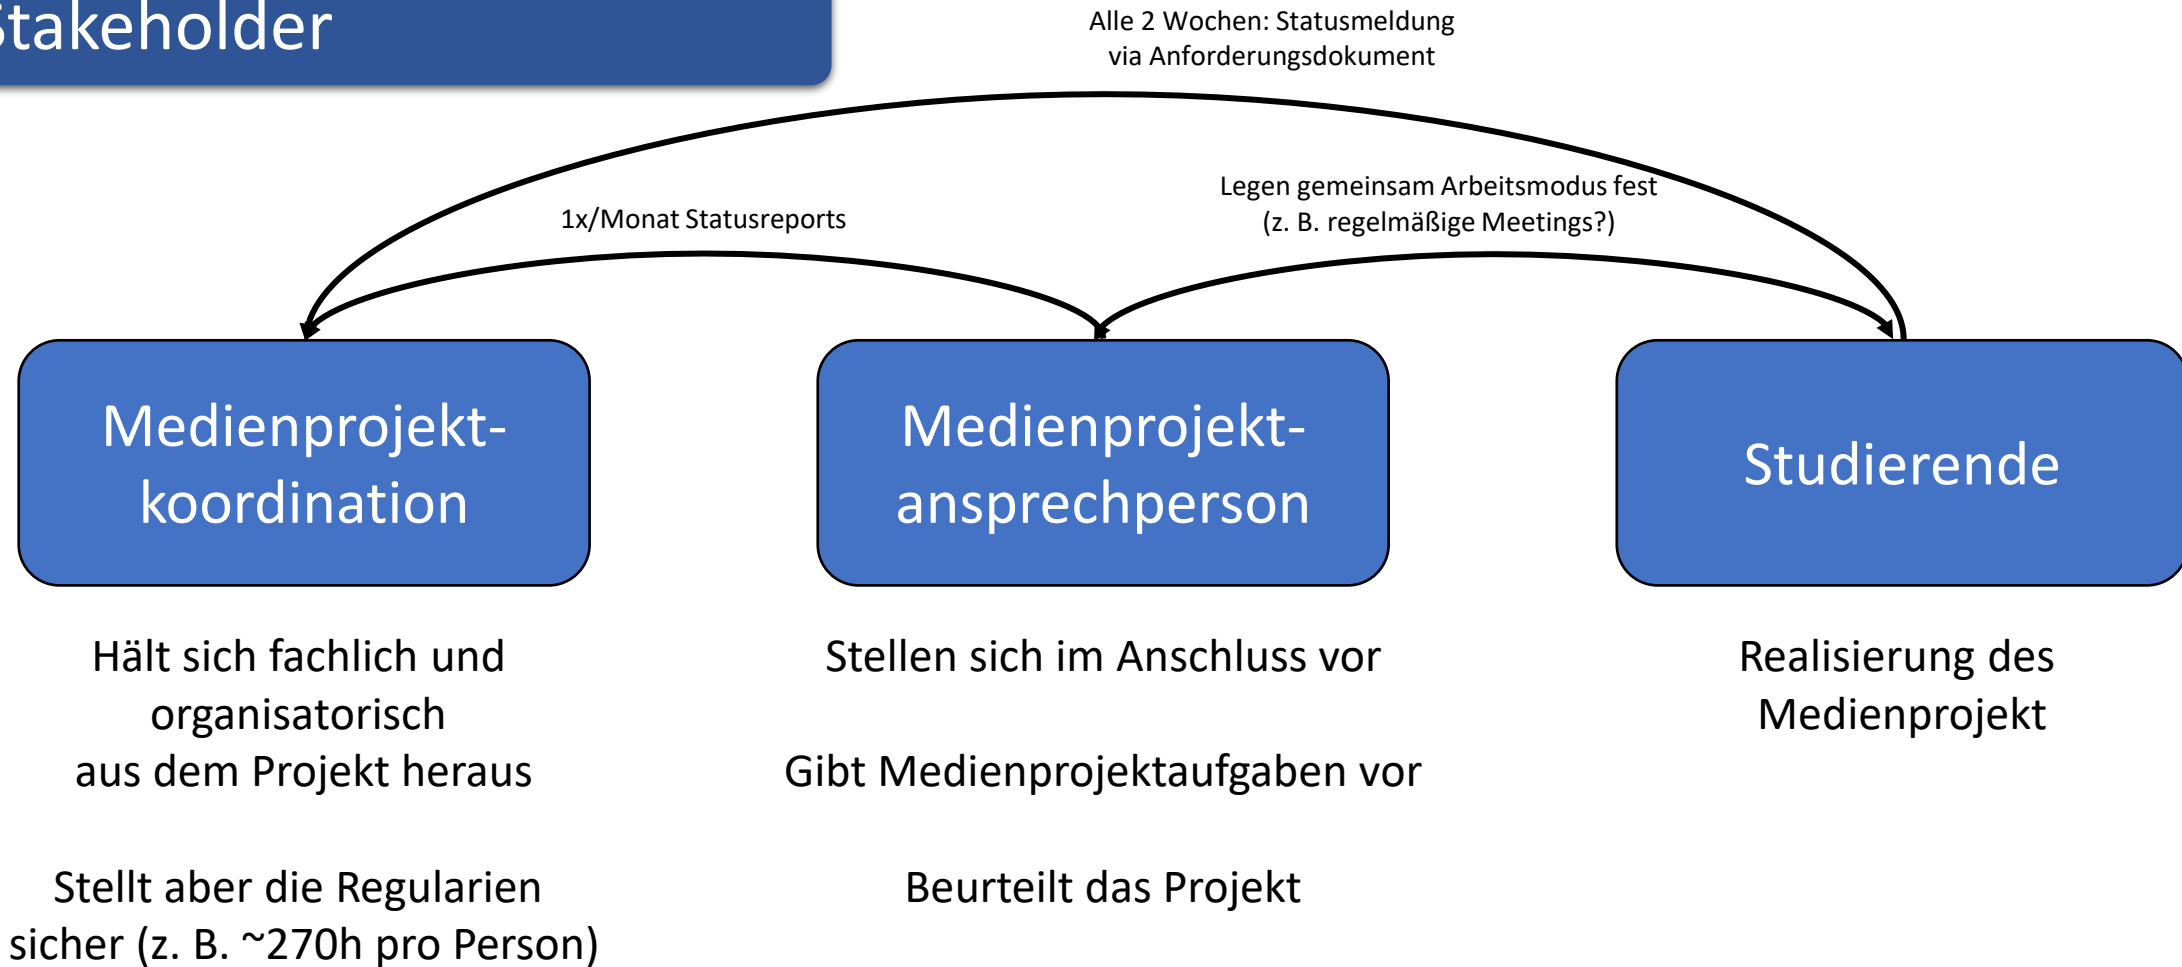 Stakeholder
Alle 2 Wochen: Statusmeldung
via Anforderungsdokument
1x/Monat Statusreports
Legen gemeinsam Arbeitsmodus fest
(z. B. regelmäßige Meetings?)
Medienprojekt-
koordination
Medienprojekt-
ansprechperson
Studierende
Hält sich fachlich und
organisatorisch
aus dem Projekt heraus
Stellt aber die Regularien
sicher (z. B. ~270h pro Person)
Stellen sich im Anschluss vor
Gibt Medienprojektaufgaben vor
Beurteilt das Projekt
Realisierung des
Medienprojekt